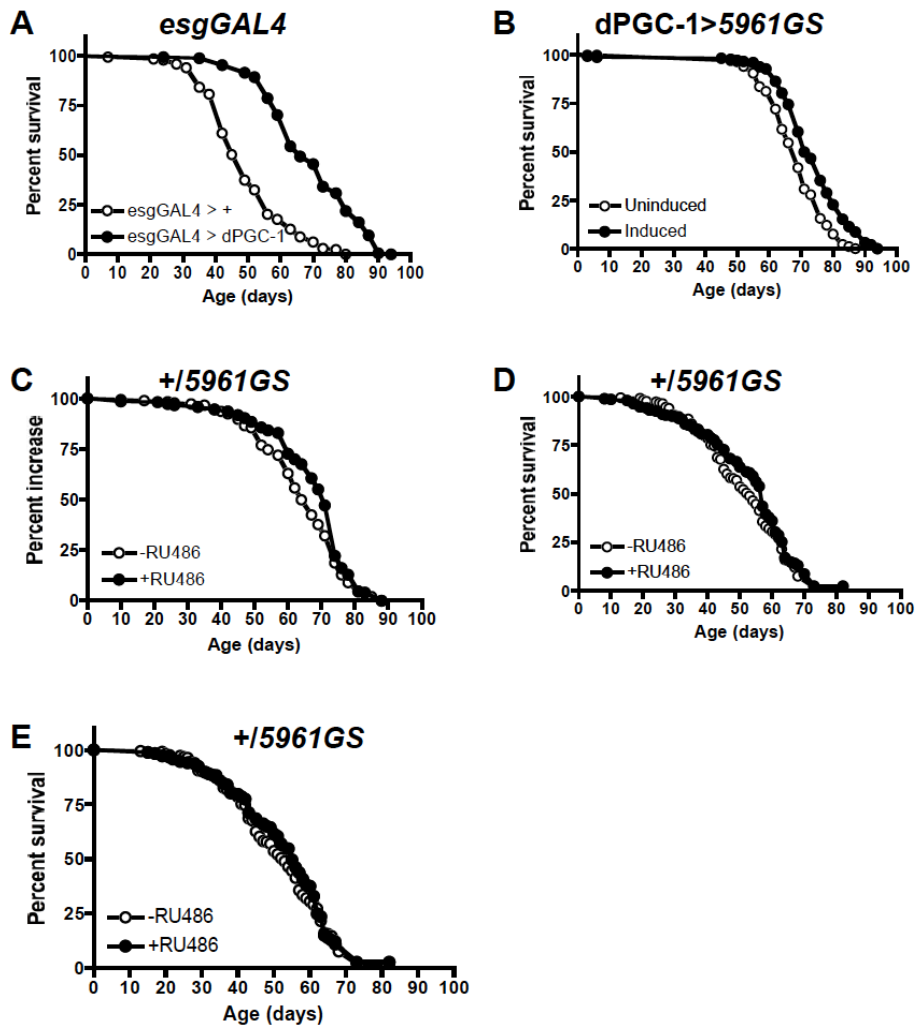 A
esgGAL4
Percent survival
100
75
50
25
0
esgGAL4 > +
esgGAL4 > dPGC-1
0 10 20 30 40 50 60 70 80 90 100
Age (days)
B
dPGC-1>5961GS
Percent survival
100
75
50
25
0
Uninduced
Induced
0 10 20 30 40 50 60 70 80 90 100
Age (days)
C
+/5961GS
Percent increase
100
75
50
25
0
-RU486
+RU486
0 10 20 30 40 50 60 70 80 90 100
Age (days)
D
+/5961GS
Percent survival
100
75
50
25
0
-RU486
+RU486
0 10 20 30 40 50 60 70 80 90 100
Age (days)
E
+/5961GS
Percent survival
100
75
50
25
0
-RU486
+RU486
0 10 20 30 40 50 60 70 80 90 100
Age (days)